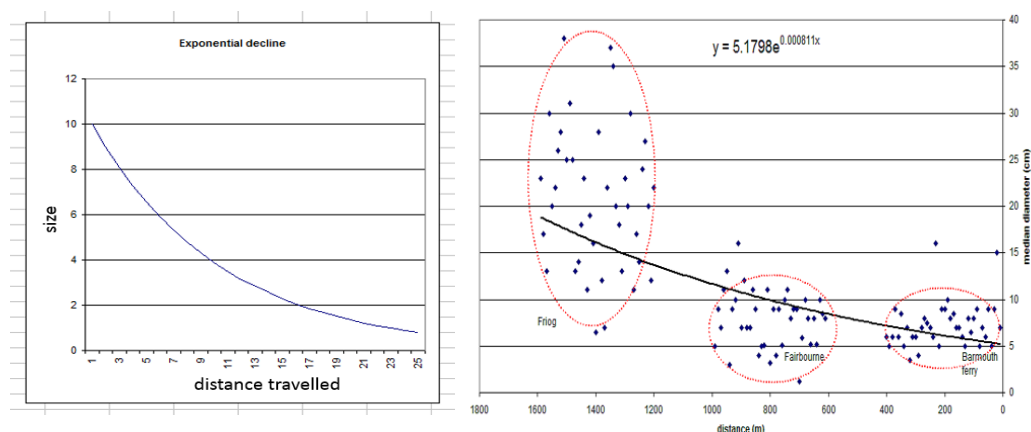 Exponential decline
12
10
8
6
4
2
0
size
1 3 5 7 9 11 13 15 17 19 21 23 25
distance travelled
y = 5.1798e^0.000811x
40
35
30
25
20
15
10
5
0
median diameter (cm)
Friog
Fairbourne
Barmouth
ferry
1800 1600 1400 1200 1000 800 600 400 200 0
distance (m)